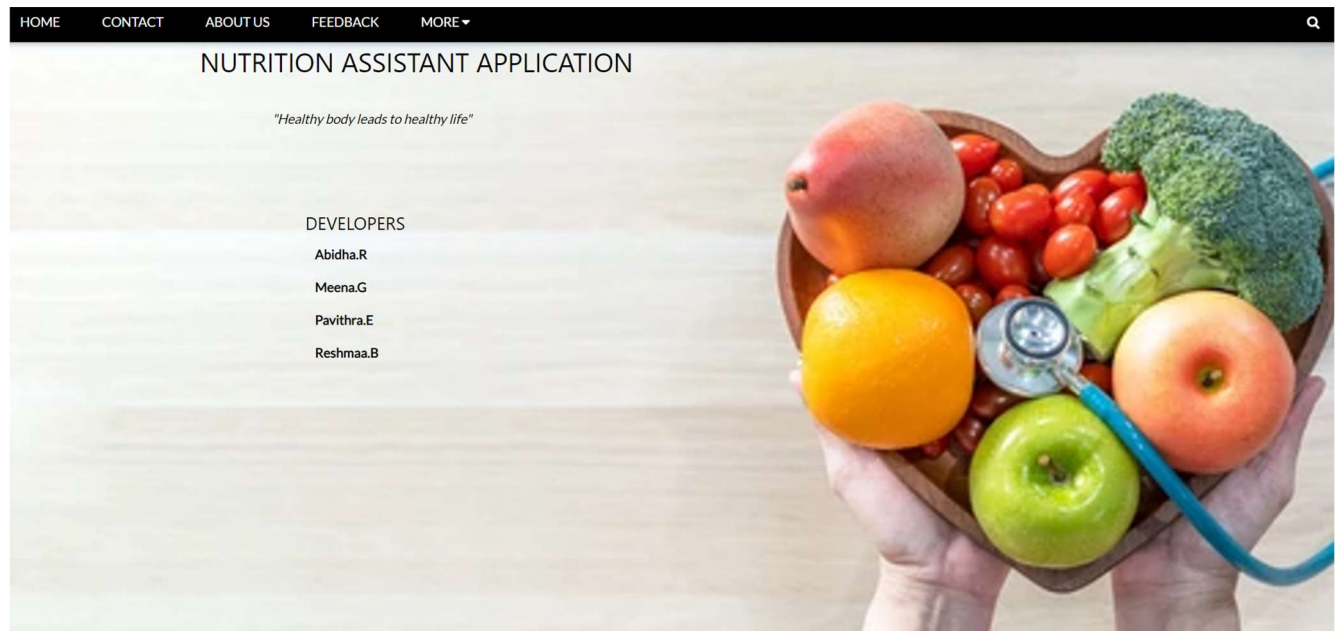 HOME CONTACT ABOUT US FEEDBACK MORE
NUTRITION ASSISTANT APPLICATION
"Healthy body leads to healthy life"
DEVELOPERS
Abidha.R
Meena.G
Pavithra.E
Reshmaa.B